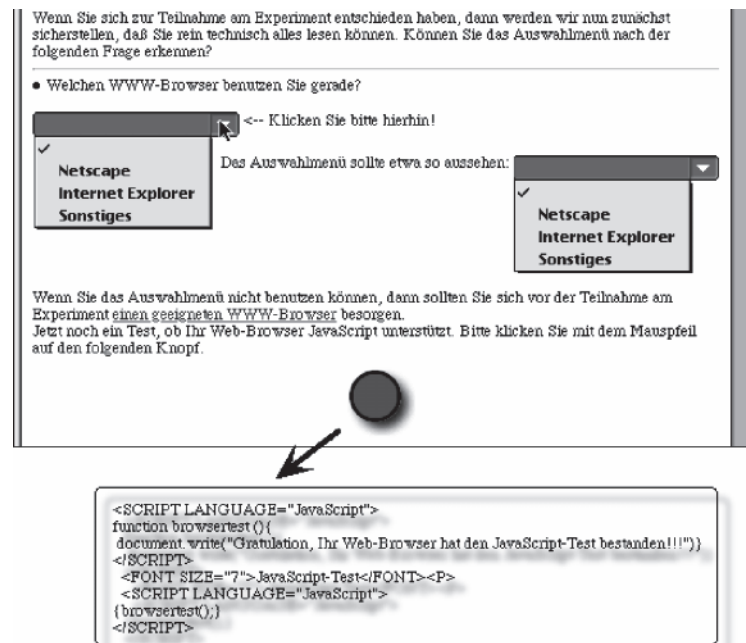 Wenn Sie sich zur Teilnahme am Experiment entschieden haben, dann werden wir nun zunächst
sicherstellen, daß Sie rein technisch alles lesen können. Können Sie das Auswahlmenü nach der
folgenden Frage erkennen?
• Welchen WWW-Browser benutzen Sie gerade?
<-- Klicken Sie bitte hierhin!
✓
Netscape
Internet Explorer
Sonstiges
Das Auswahlmenü sollte etwa so aussehen:
✓
Netscape
Internet Explorer
Sonstiges
Wenn Sie das Auswahlmenü nicht benutzen können, dann sollten Sie sich vor der Teilnahme am
Experiment einen geeigneten WWW-Browser besorgen.
Jetzt noch ein Test, ob Ihr Web-Browser JavaScript unterstützt. Bitte klicken Sie mit dem Mauspfeil
auf den folgenden Knopf.
<SCRIPT LANGUAGE="JavaScript">
function browsertest (){
document.write("Gratulation, Ihr Web-Browser hat den JavaScript-Test bestanden!!!")}
</SCRIPT>
<FONT SIZE="7">JavaScript-Test</FONT><P>
<SCRIPT LANGUAGE="JavaScript">
{browsertest();}
</SCRIPT>